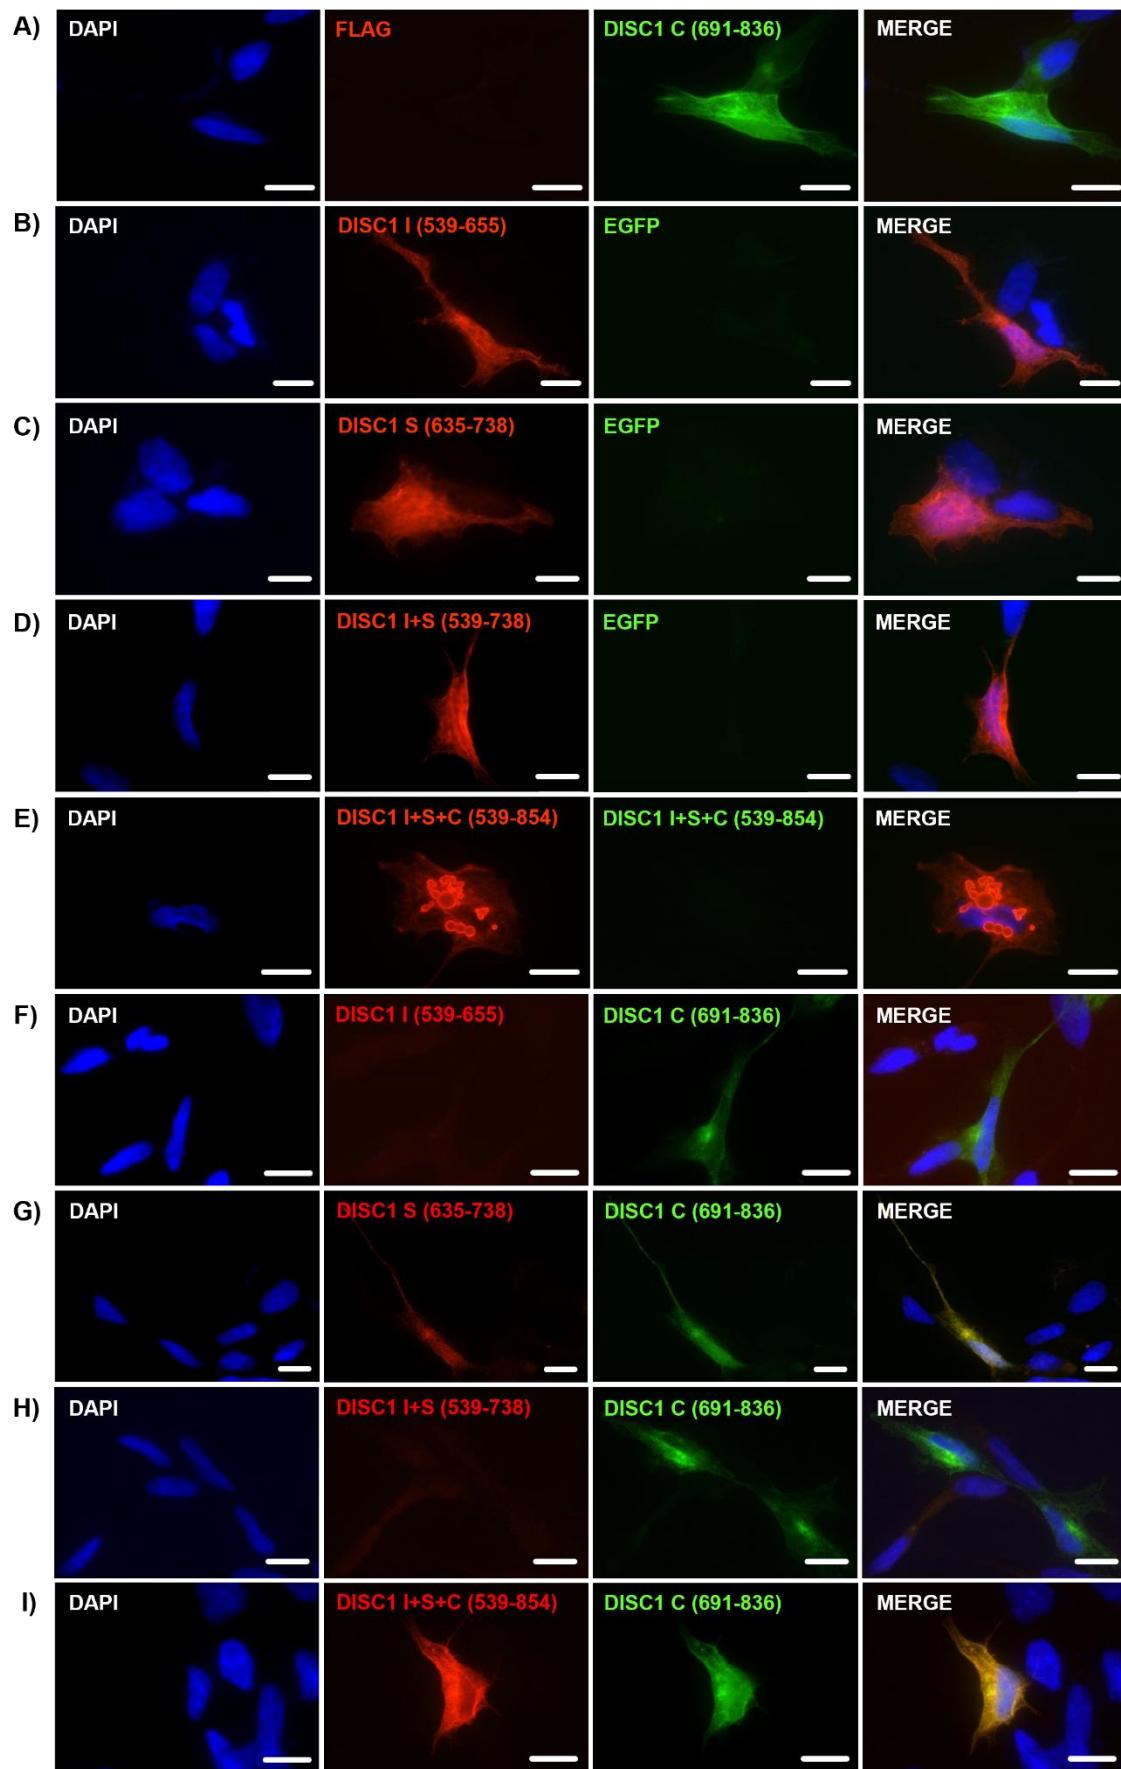 A) DAPI FLAG DISC1 C (691-836) MERGE
B) DAPI DISC1 I (539-655) EGFP MERGE
C) DAPI DISC1 S (635-738) EGFP MERGE
D) DAPI DISC1 I+S (539-738) EGFP MERGE
E) DAPI DISC1 I+S+C (539-854) DISC1 I+S+C (539-854) MERGE
F) DAPI DISC1 I (539-655) DISC1 C (691-836) MERGE
G) DAPI DISC1 S (635-738) DISC1 C (691-836) MERGE
H) DAPI DISC1 I+S (539-738) DISC1 C (691-836) MERGE
I) DAPI DISC1 I+S+C (539-854) DISC1 C (691-836) MERGE